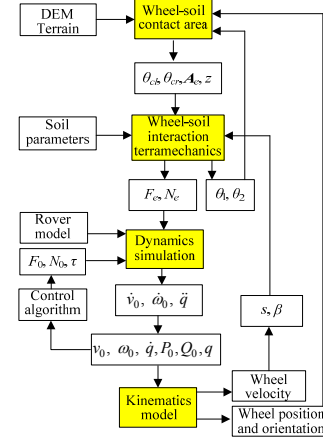 DEM
Terrain
Wheel-soil
contact area
θcl, θcr, Ae, z
Soil
parameters
Wheel-soil
interaction
terramechanics
Fe, Ne
θ1, θ2
Rover
model
F0, N0, τ
Dynamics
simulation
Control
algorithm
v̇0, ω̇0, q̈
s, β
v0, ω0, q̇, P0, Q0, q
Kinematics
model
Wheel
velocity
Wheel position
and orientation